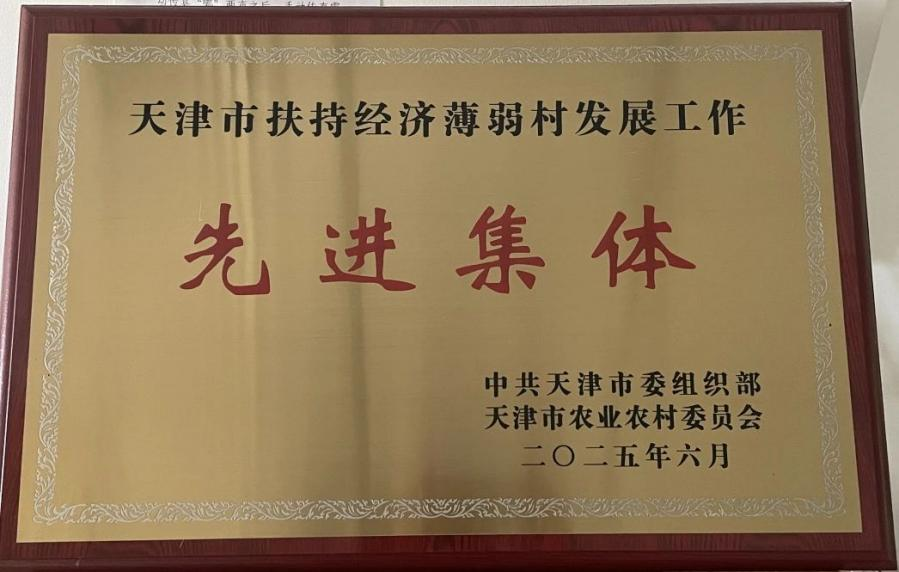 天津市扶持经济薄弱村发展工作
先进集体
中共天津市委组织部
天津市农业农村委员会
二〇二五年六月